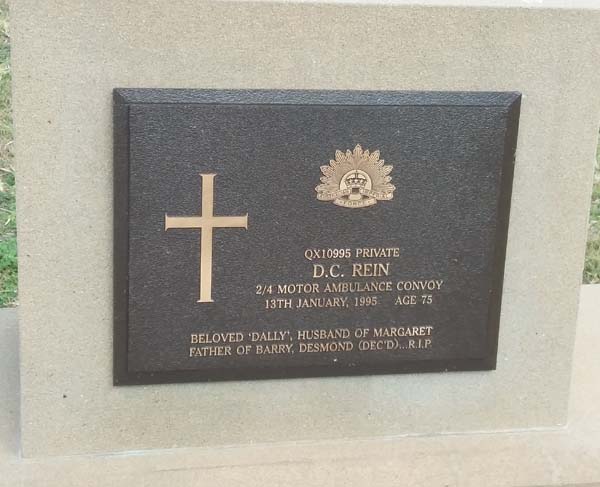 QX10995 PRIVATE
D.C. REIN
2/4 MOTOR AMBULANCE CONVOY
13TH JANUARY, 1995 AGE 75
BELOVED 'DALLY', HUSBAND OF MARGARET
FATHER OF BARRY, DESMOND (DEC'D)...R.I.P.